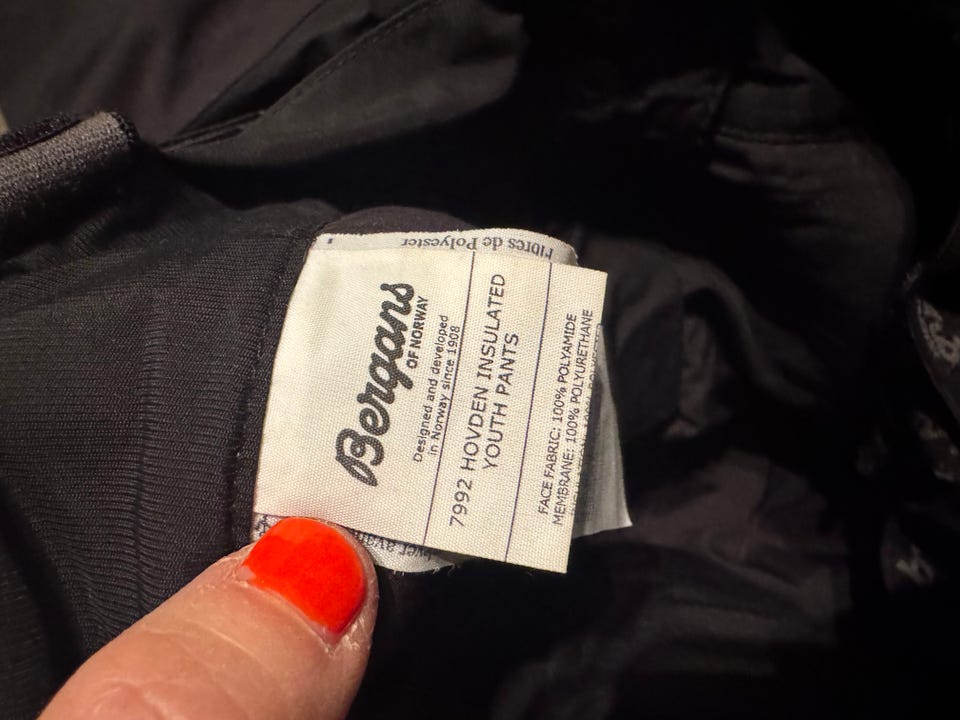 Fibres de Polyester
Bergans
OF NORWAY
Designed and developed
in Norway since 1908
7992 HOVDEN INSULATED
YOUTH PANTS
FACE FABRIC: 100% POLYAMIDE
MEMBRANE: 100% POLYURETHANE